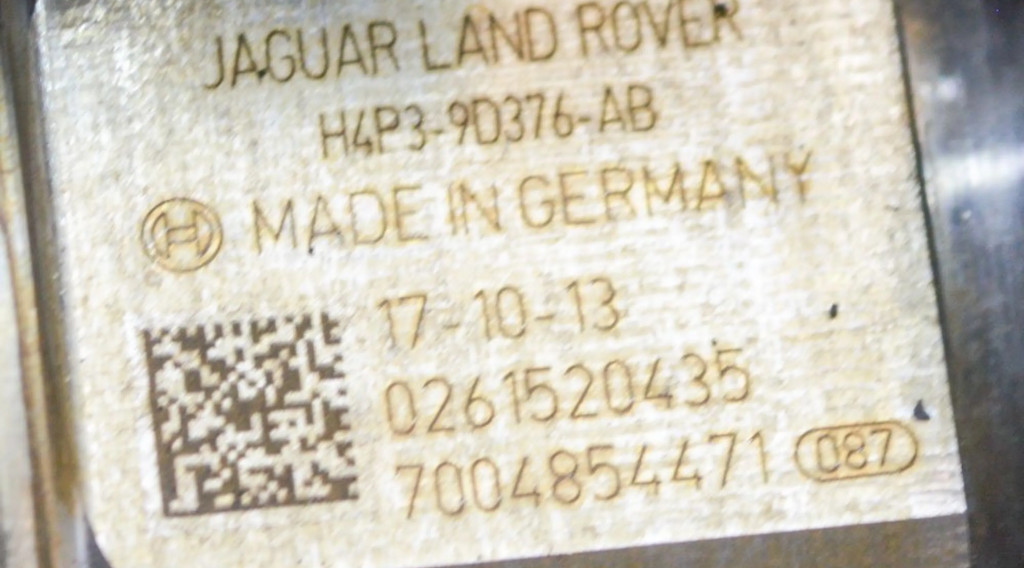 JAGUAR LAND ROVER
H4P3-9D376-AB
MADE IN GERMANY
17-10-13
0261520435
7004854471 087